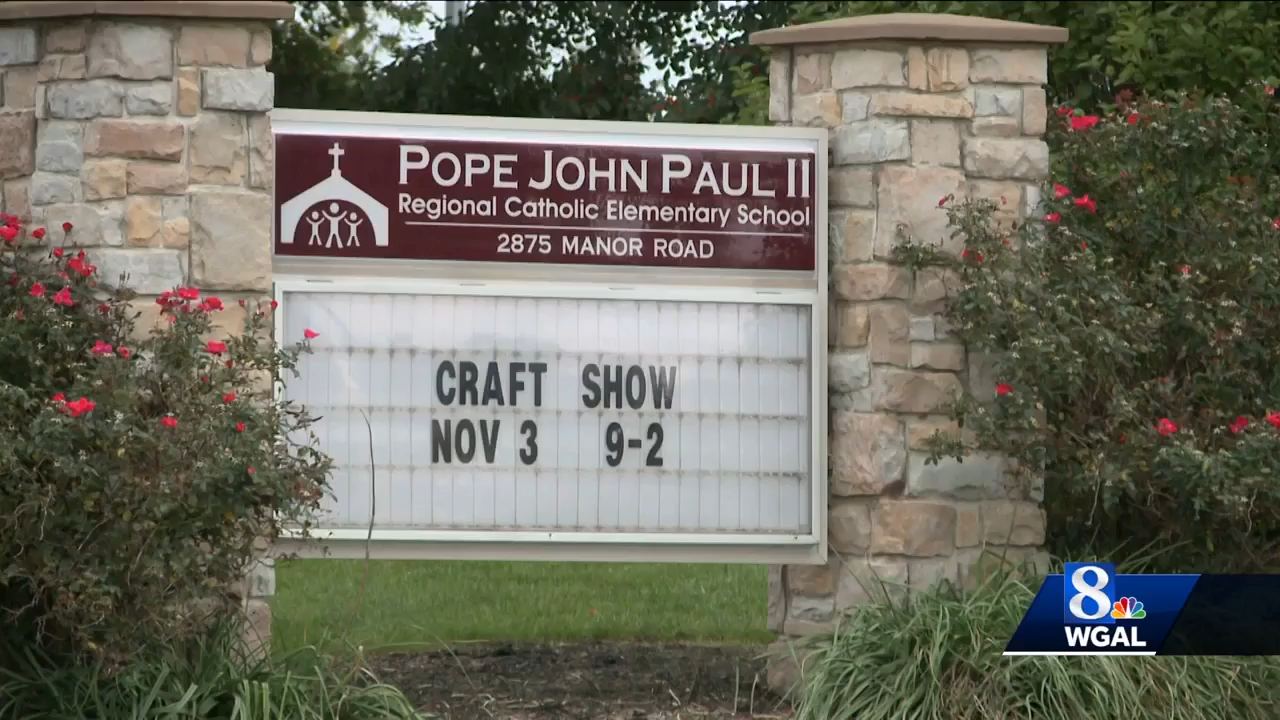 POPE JOHN PAUL II
Regional Catholic Elementary School
2875 MANOR ROAD
CRAFT SHOW
NOV 3 9-2
8
WGAL